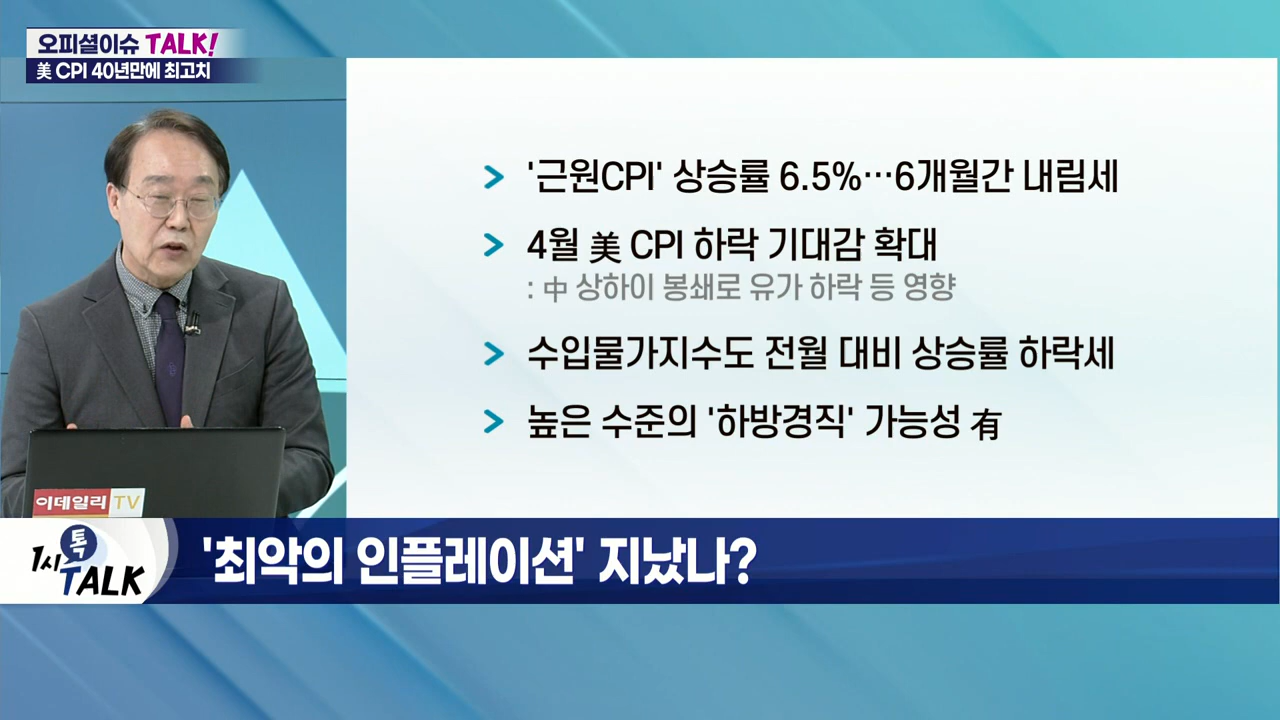 오피셜이슈 TALK!
美 CPI 40년만에 최고치
'근원CPI' 상승률 6.5%…6개월간 내림세
4월 美 CPI 하락 기대감 확대
: 中 상하이 봉쇄로 유가 하락 등 영향
수입물가지수도 전월 대비 상승률 하락세
높은 수준의 '하방경직' 가능성 有
이데일리TV
1시 톡 TALK
'최악의 인플레이션' 지났나?